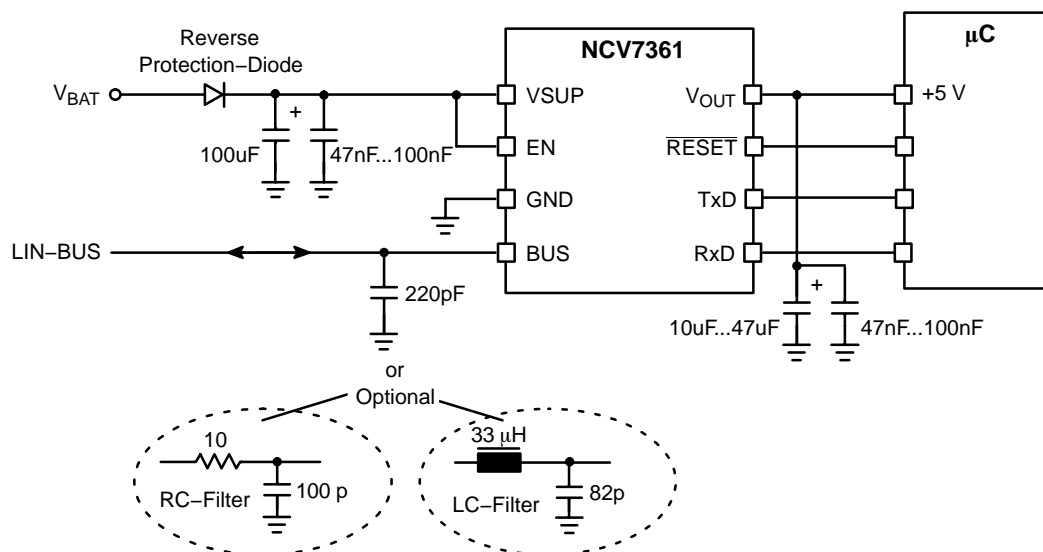 Reverse
Protection–Diode
VBAT
+
100uF
47nF...100nF
NCV7361
VSUP
EN
GND
BUS
VOUT
RESET
TxD
RxD
μC
+5 V
LIN–BUS
220pF
+
10uF...47uF
47nF...100nF
or
Optional
10
100 p
RC–Filter
33 μH
82p
LC–Filter